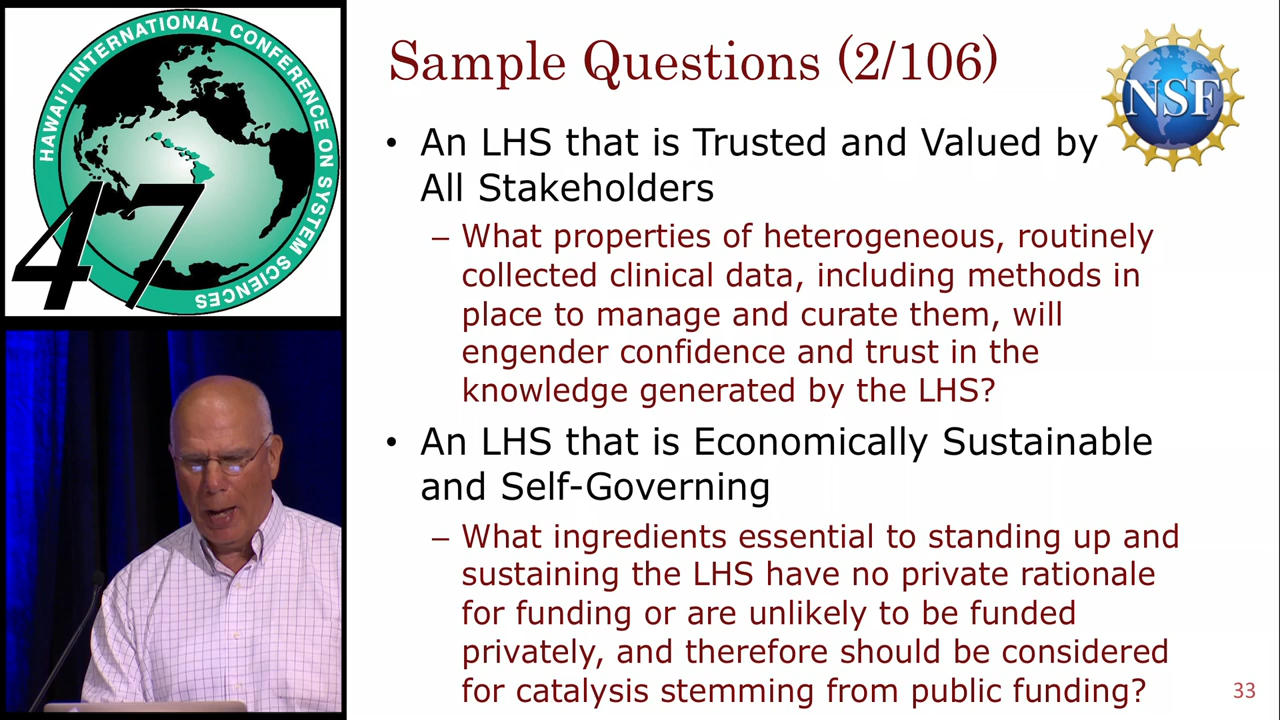 HAWAI'I INTERNATIONAL CONFERENCE ON SYSTEM SCIENCES
47
Sample Questions (2/106)
NSF
• An LHS that is Trusted and Valued by
All Stakeholders
– What properties of heterogeneous, routinely
collected clinical data, including methods in
place to manage and curate them, will
engender confidence and trust in the
knowledge generated by the LHS?
• An LHS that is Economically Sustainable
and Self-Governing
– What ingredients essential to standing up and
sustaining the LHS have no private rationale
for funding or are unlikely to be funded
privately, and therefore should be considered
for catalysis stemming from public funding?
33